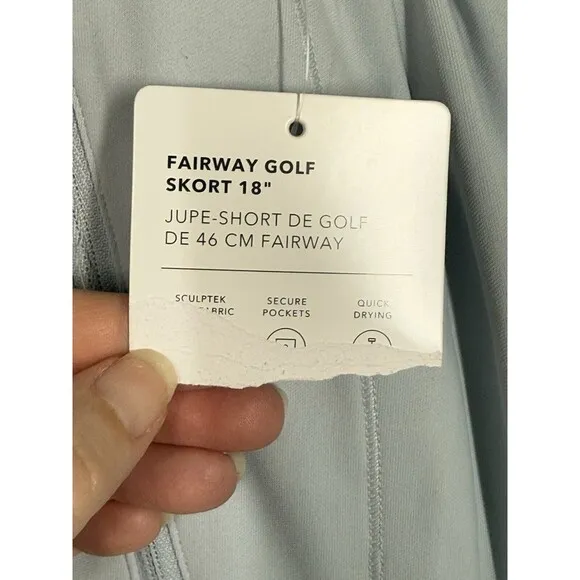 FAIRWAY GOLF
SKORT 18"
JUPE-SHORT DE GOLF
DE 46 CM FAIRWAY
SCULPTEK SECURE QUICK
POCKETS DRYING